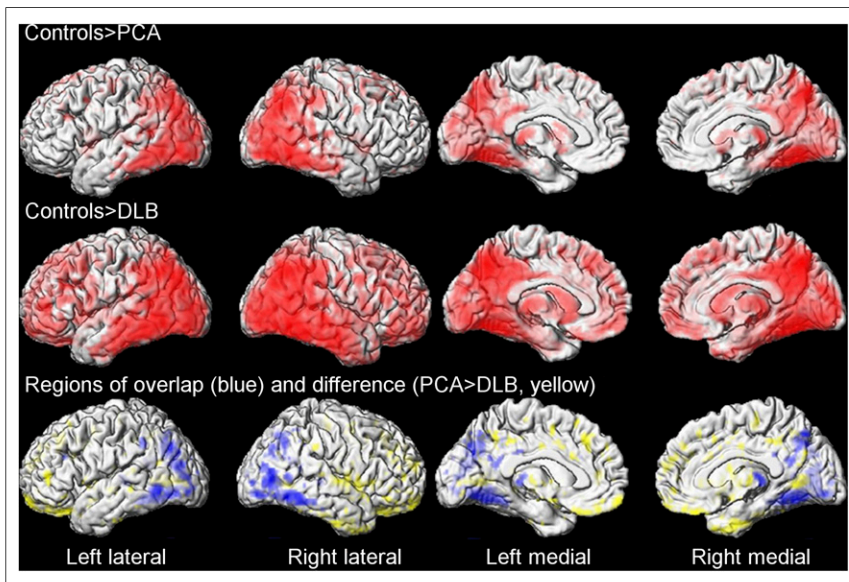 Controls>PCA
Controls>DLB
Regions of overlap (blue) and difference (PCA>DLB, yellow)
Left lateral
Right lateral
Left medial
Right medial